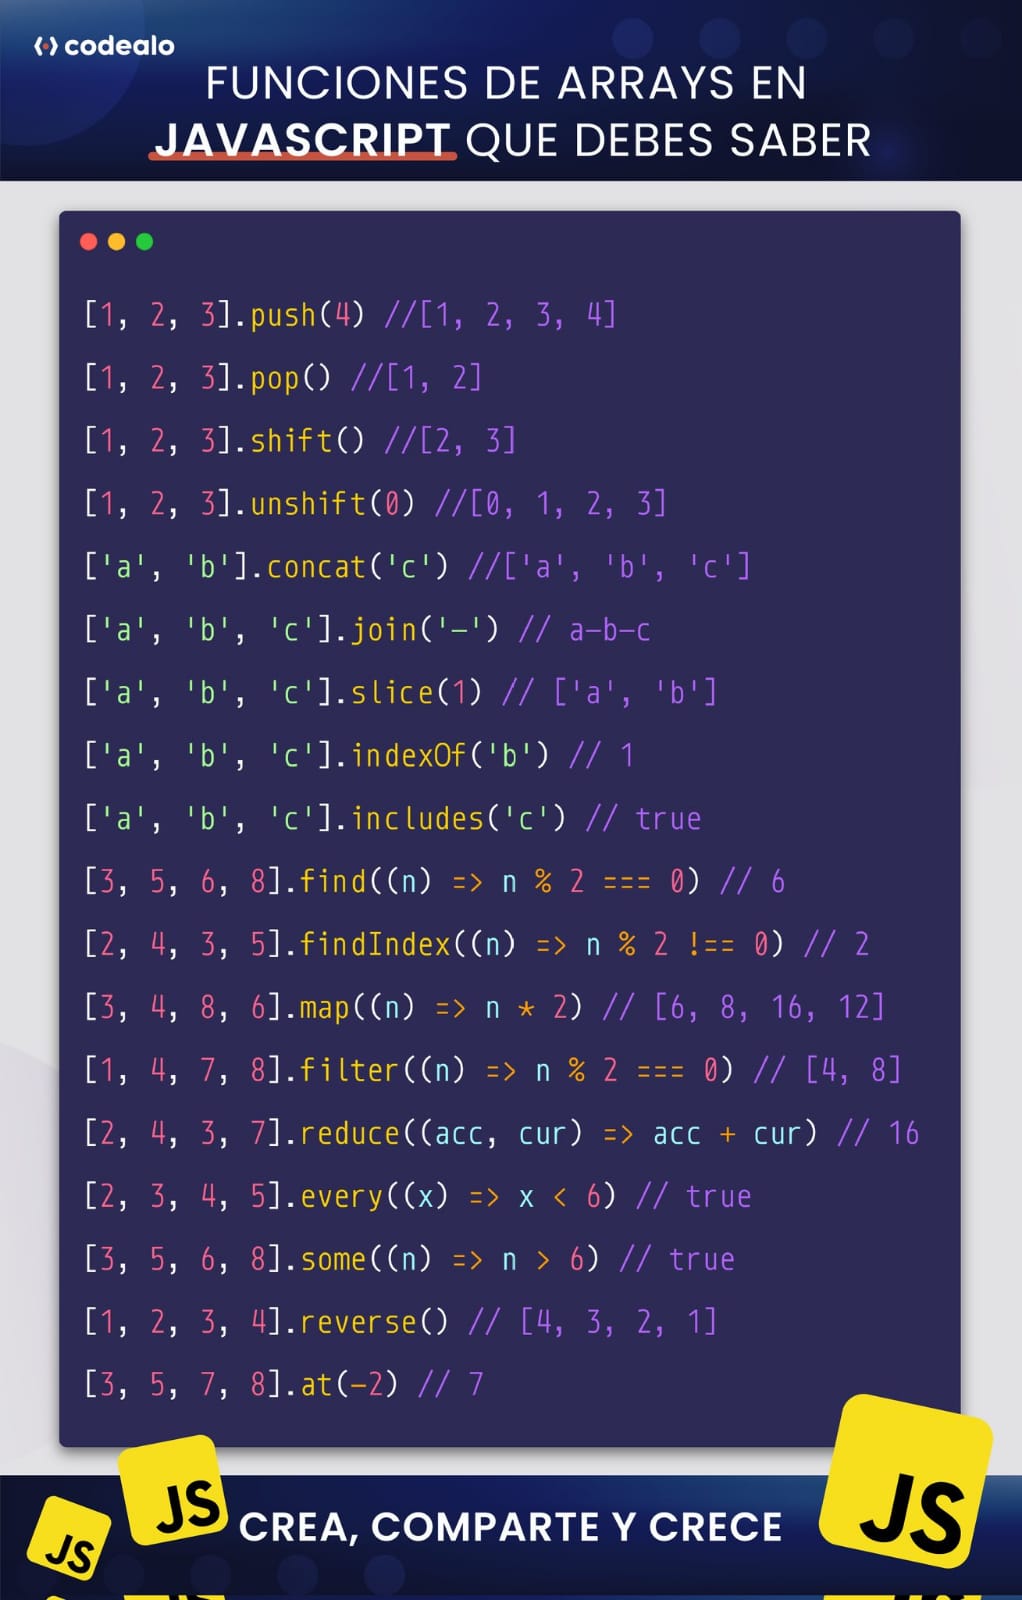 codealo
FUNCIONES DE ARRAYS EN
JAVASCRIPT QUE DEBES SABER
[1, 2, 3].push(4) //[1, 2, 3, 4]
[1, 2, 3].pop() //[1, 2]
[1, 2, 3].shift() //[2, 3]
[1, 2, 3].unshift(0) //[0, 1, 2, 3]
['a', 'b'].concat('c') //['a', 'b', 'c']
['a', 'b', 'c'].join('-') // a-b-c
['a', 'b', 'c'].slice(1) // ['a', 'b']
['a', 'b', 'c'].indexOf('b') // 1
['a', 'b', 'c'].includes('c') // true
[3, 5, 6, 8].find((n) => n % 2 === 0) // 6
[2, 4, 3, 5].findIndex((n) => n % 2 !== 0) // 2
[3, 4, 8, 6].map((n) => n * 2) // [6, 8, 16, 12]
[1, 4, 7, 8].filter((n) => n % 2 === 0) // [4, 8]
[2, 4, 3, 7].reduce((acc, cur) => acc + cur) // 16
[2, 3, 4, 5].every((x) => x < 6) // true
[3, 5, 6, 8].some((n) => n > 6) // true
[1, 2, 3, 4].reverse() // [4, 3, 2, 1]
[3, 5, 7, 8].at(-2) // 7
JS
JS
CREA, COMPARTE Y CRECE
JS